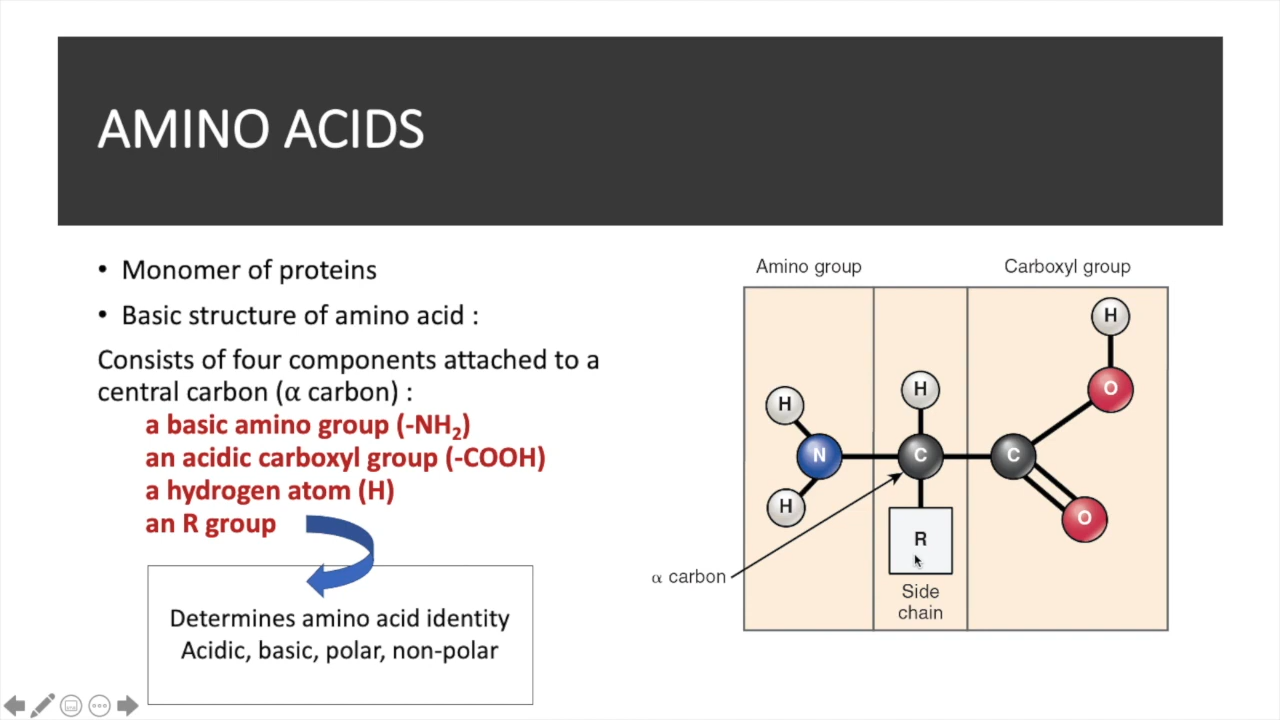 AMINO ACIDS
• Monomer of proteins
• Basic structure of amino acid :
Consists of four components attached to a
central carbon (α carbon) :
a basic amino group (-NH₂)
an acidic carboxyl group (-COOH)
a hydrogen atom (H)
an R group
Determines amino acid identity
Acidic, basic, polar, non-polar
Amino group
Carboxyl group
H
O
H
H
N
C
C
H
O
R
α carbon
Side
chain